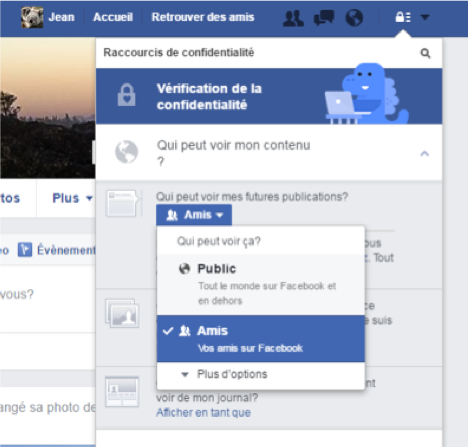 Jean Accueil Retrouver des amis
Raccourcis de confidentialité
Vérification de la
confidentialité
Qui peut voir mon contenu
?
tos Plus
Qui peut voir mes futures publications?
Amis
Qui peut voir ça?
Évènement
Public
Tout
Tout le monde sur Facebook et
en dehors
vous?
Amis
suis
Vos amis sur Facebook
Plus d'options
nt
voir de mon journal?
angé sa photo de
Afficher en tant que